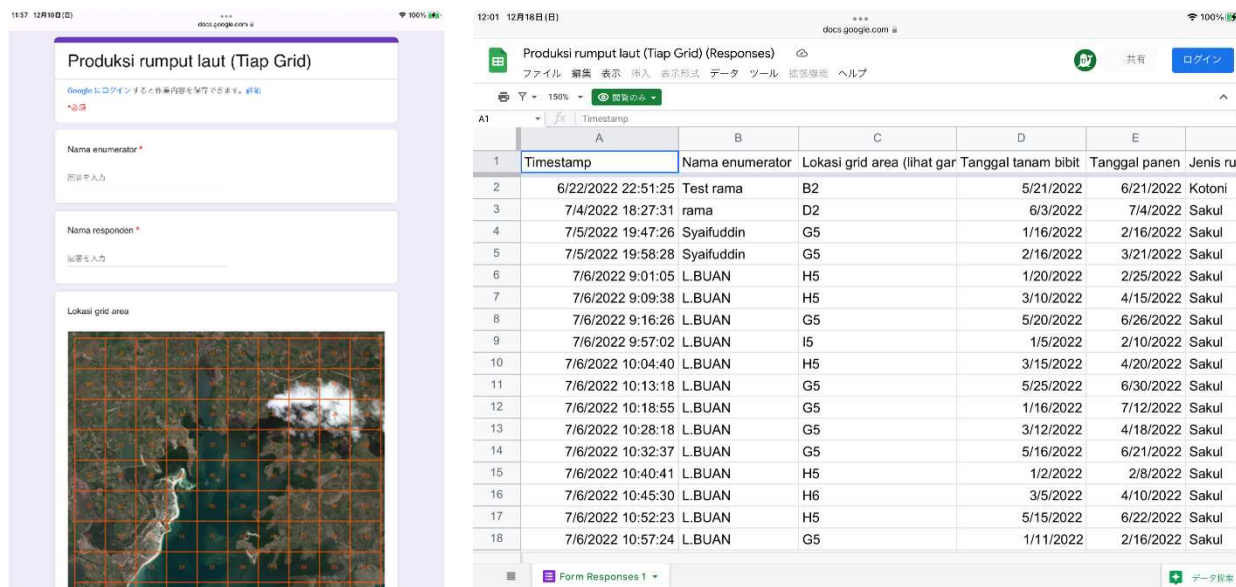 11:57 12月18日(日)
docs.google.com
100%
Produksi rumput laut (Tiap Grid)
Google にログインすると作業内容を保存できます。詳細
*必須
Nama enumerator *
回答を入力
Nama responden *
回答を入力
Lokasi grid area
12:01 12月18日(日)
docs.google.com
100%
Produksi rumput laut (Tiap Grid) (Responses)
共有
ログイン
ファイル 編集 表示 挿入 表示形式 データ ツール 拡張機能 ヘルプ
150% 閲覧のみ
A1 fx Timestamp
A B C D E
1 Timestamp Nama enumerator Lokasi grid area (lihat gar Tanggal tanam bibit Tanggal panen Jenis ru
2 6/22/2022 22:51:25 Test rama B2 5/21/2022 6/21/2022 Kotoni
3 7/4/2022 18:27:31 rama D2 6/3/2022 7/4/2022 Sakul
4 7/5/2022 19:47:26 Syaifuddin G5 1/16/2022 2/16/2022 Sakul
5 7/5/2022 19:58:28 Syaifuddin G5 2/16/2022 3/21/2022 Sakul
6 7/6/2022 9:01:05 L.BUAN H5 1/20/2022 2/25/2022 Sakul
7 7/6/2022 9:09:38 L.BUAN H5 3/10/2022 4/15/2022 Sakul
8 7/6/2022 9:16:26 L.BUAN G5 5/20/2022 6/26/2022 Sakul
9 7/6/2022 9:57:02 L.BUAN I5 1/5/2022 2/10/2022 Sakul
10 7/6/2022 10:04:40 L.BUAN H5 3/15/2022 4/20/2022 Sakul
11 7/6/2022 10:13:18 L.BUAN G5 5/25/2022 6/30/2022 Sakul
12 7/6/2022 10:18:55 L.BUAN G5 1/16/2022 7/12/2022 Sakul
13 7/6/2022 10:28:18 L.BUAN G5 3/12/2022 4/18/2022 Sakul
14 7/6/2022 10:32:37 L.BUAN G5 5/16/2022 6/21/2022 Sakul
15 7/6/2022 10:40:41 L.BUAN H5 1/2/2022 2/8/2022 Sakul
16 7/6/2022 10:45:30 L.BUAN H6 3/5/2022 4/10/2022 Sakul
17 7/6/2022 10:52:23 L.BUAN H5 5/15/2022 6/22/2022 Sakul
18 7/6/2022 10:57:24 L.BUAN G5 1/11/2022 2/16/2022 Sakul
Form Responses 1
データ探索